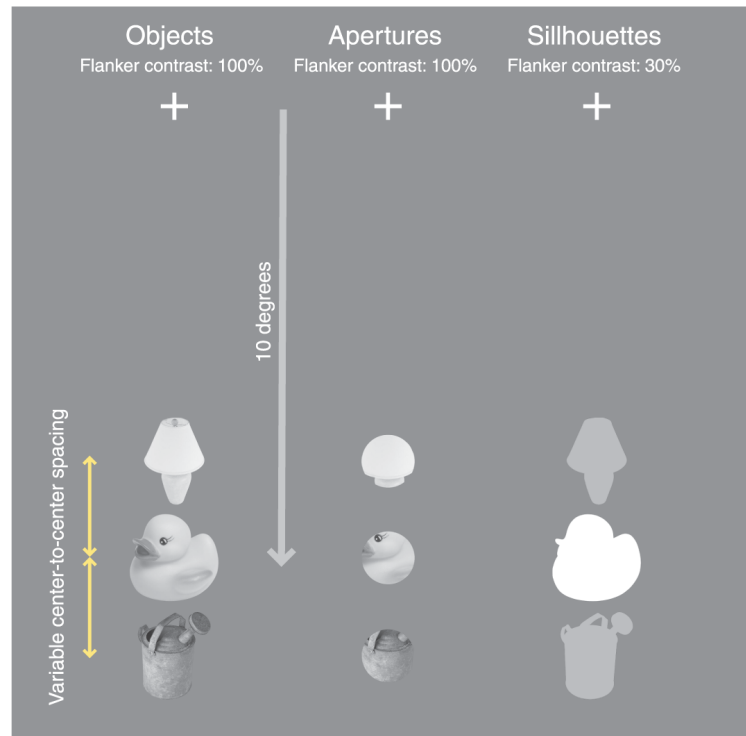 Objects
Flanker contrast: 100%
Apertures
Flanker contrast: 100%
Sillhouettes
Flanker contrast: 30%
10 degrees
Variable center-to-center spacing